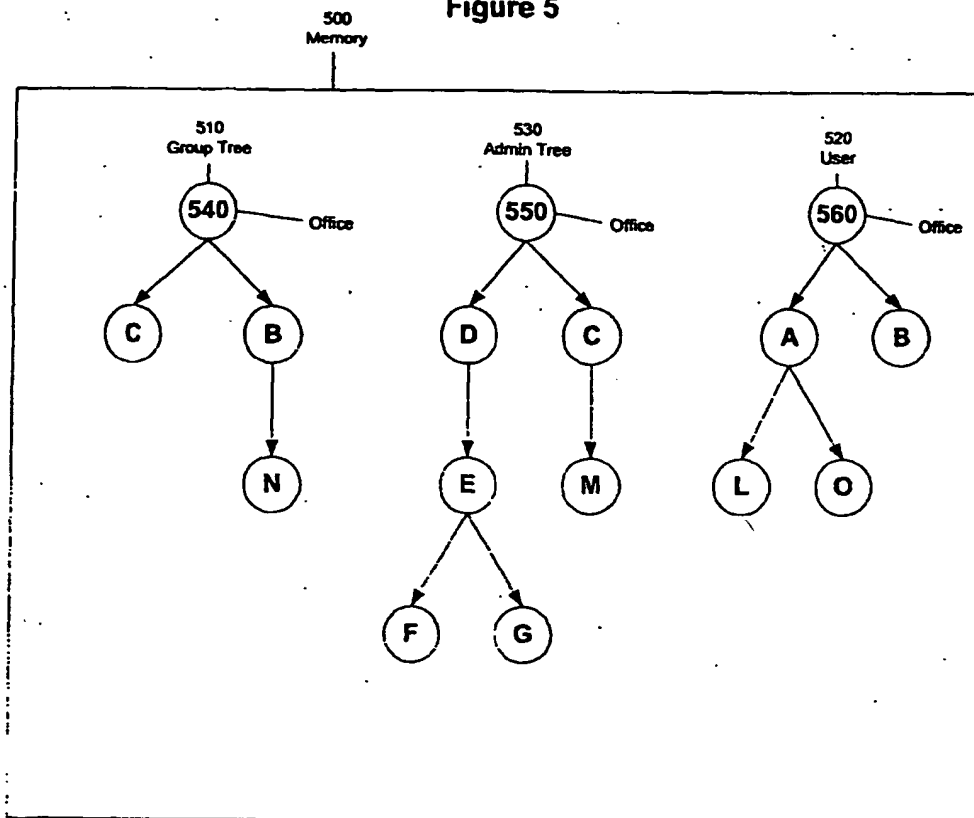 Figure 5
500
Memory
510
Group Tree
530
Admin Tree
520
User
540
Office
550
Office
560
Office
C
B
D
C
A
B
N
E
M
L
O
F
G